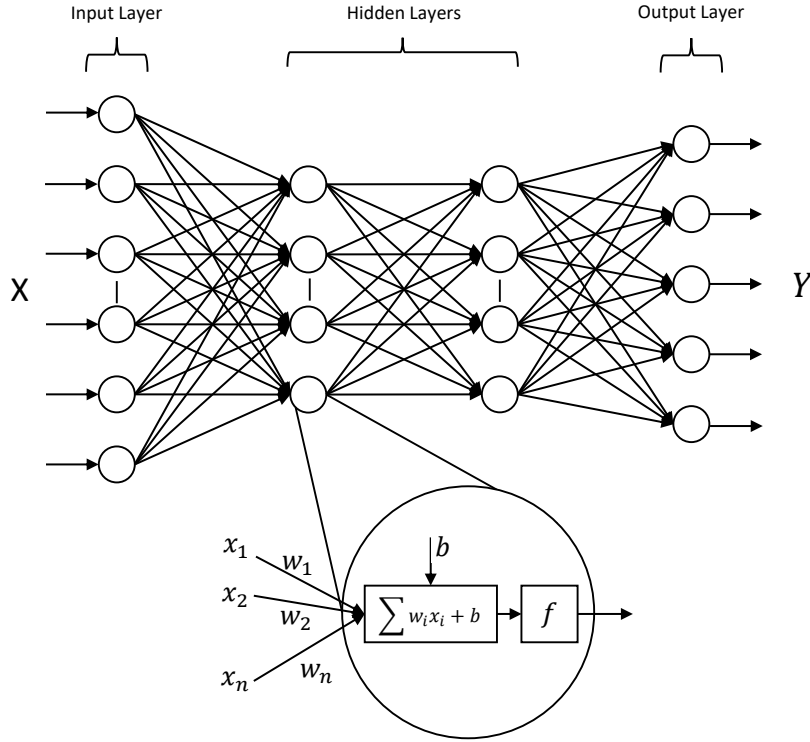 Input Layer
Hidden Layers
Output Layer
X
Y
x₁
w₁
b
x₂
w₂
∑ wᵢxᵢ + b
f
xₙ
wₙ